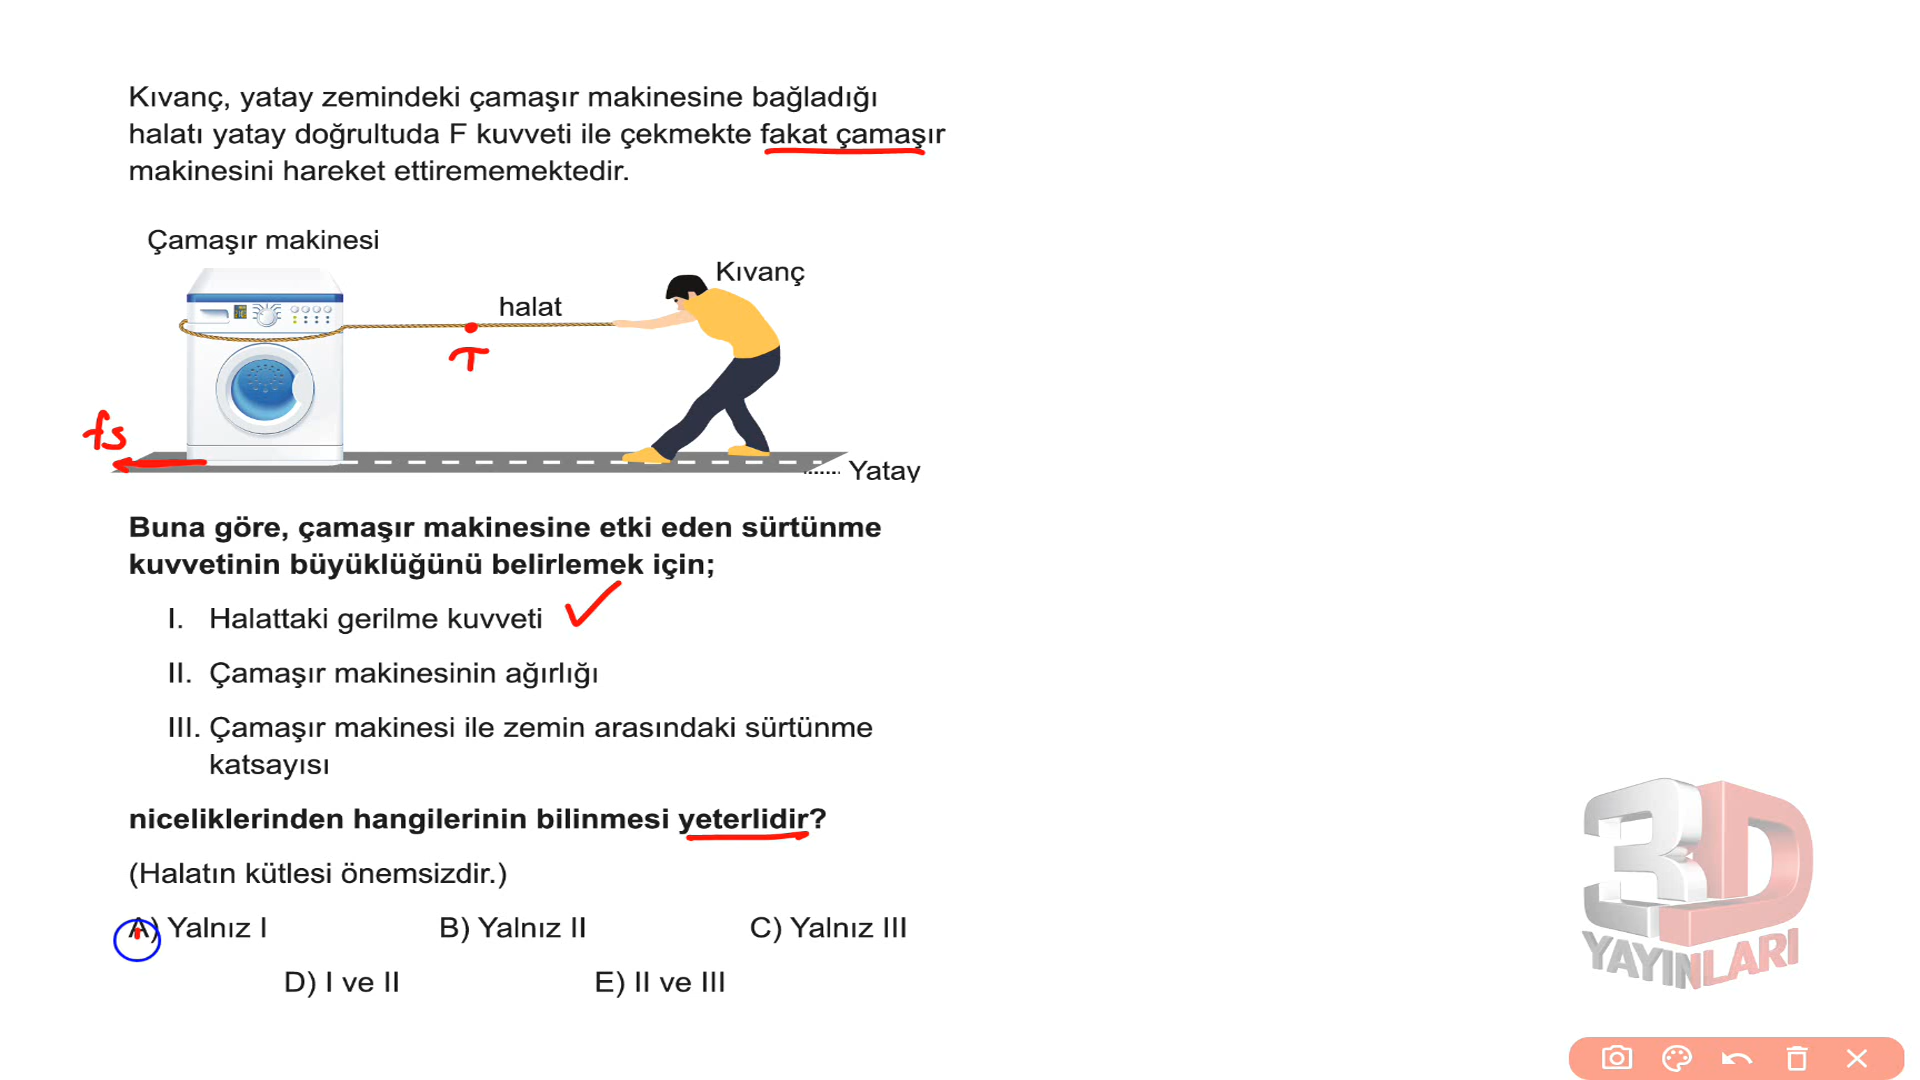 Kıvanç, yatay zemindeki çamaşır makinesine bağladığı
halatı yatay doğrultuda F kuvveti ile çekmekte fakat çamaşır
makinesini hareket ettirememektedir.
Çamaşır makinesi
Kıvanç
halat
T
fs
Yatay
Buna göre, çamaşır makinesine etki eden sürtünme
kuvvetinin büyüklüğünü belirlemek için;
I. Halattaki gerilme kuvveti
II. Çamaşır makinesinin ağırlığı
III. Çamaşır makinesi ile zemin arasındaki sürtünme
katsayısı
niceliklerinden hangilerinin bilinmesi yeterlidir?
(Halatın kütlesi önemsizdir.)
A) Yalnız I B) Yalnız II C) Yalnız III
D) I ve II E) II ve III
3D
YAYINLARI